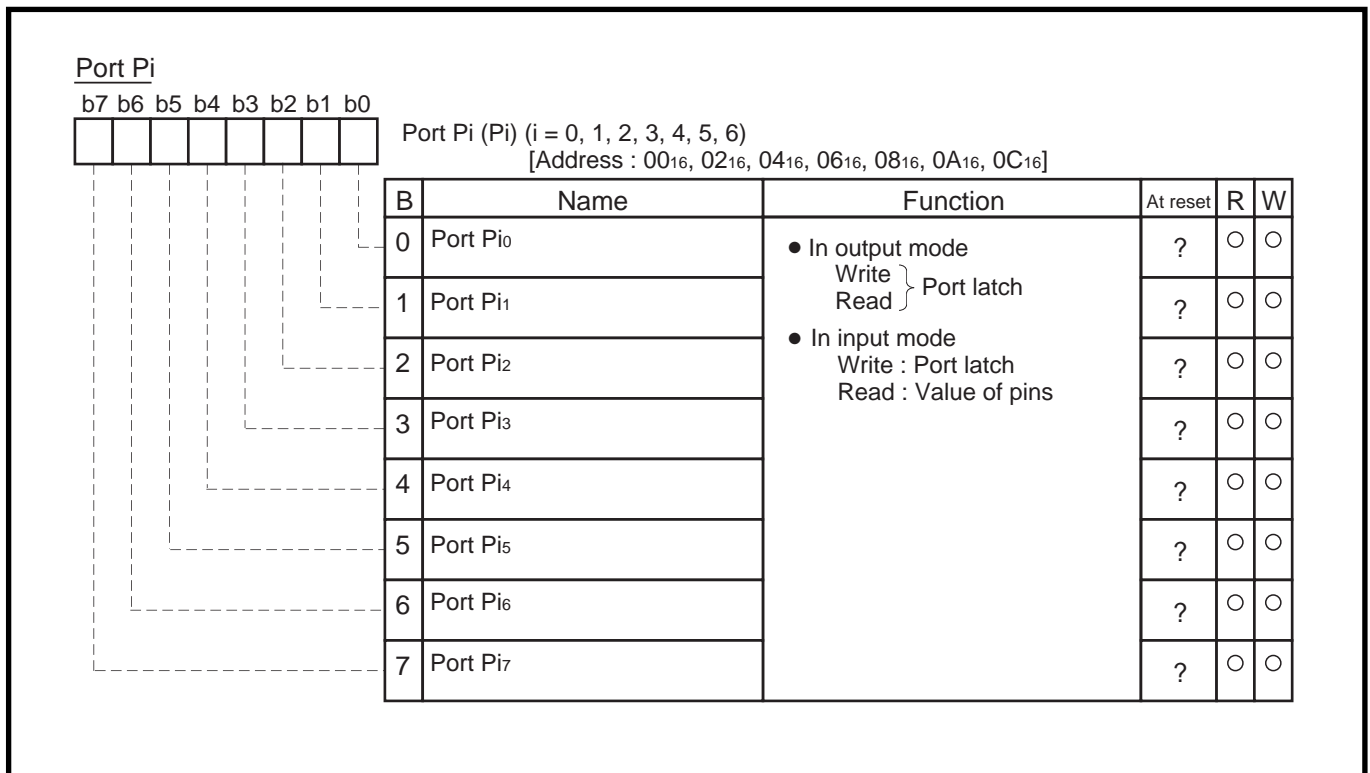 Port Pi
b7 b6 b5 b4 b3 b2 b1 b0
Port Pi (Pi) (i = 0, 1, 2, 3, 4, 5, 6)
[Address : 0016, 0216, 0416, 0616, 0816, 0A16, 0C16]
B Name Function At reset R W
0 Port Pi0 ? ○ ○
● In output mode
Write
Read } Port latch
1 Port Pi1 ? ○ ○
● In input mode
Write : Port latch
Read : Value of pins
2 Port Pi2 ? ○ ○
3 Port Pi3 ? ○ ○
4 Port Pi4 ? ○ ○
5 Port Pi5 ? ○ ○
6 Port Pi6 ? ○ ○
7 Port Pi7 ? ○ ○